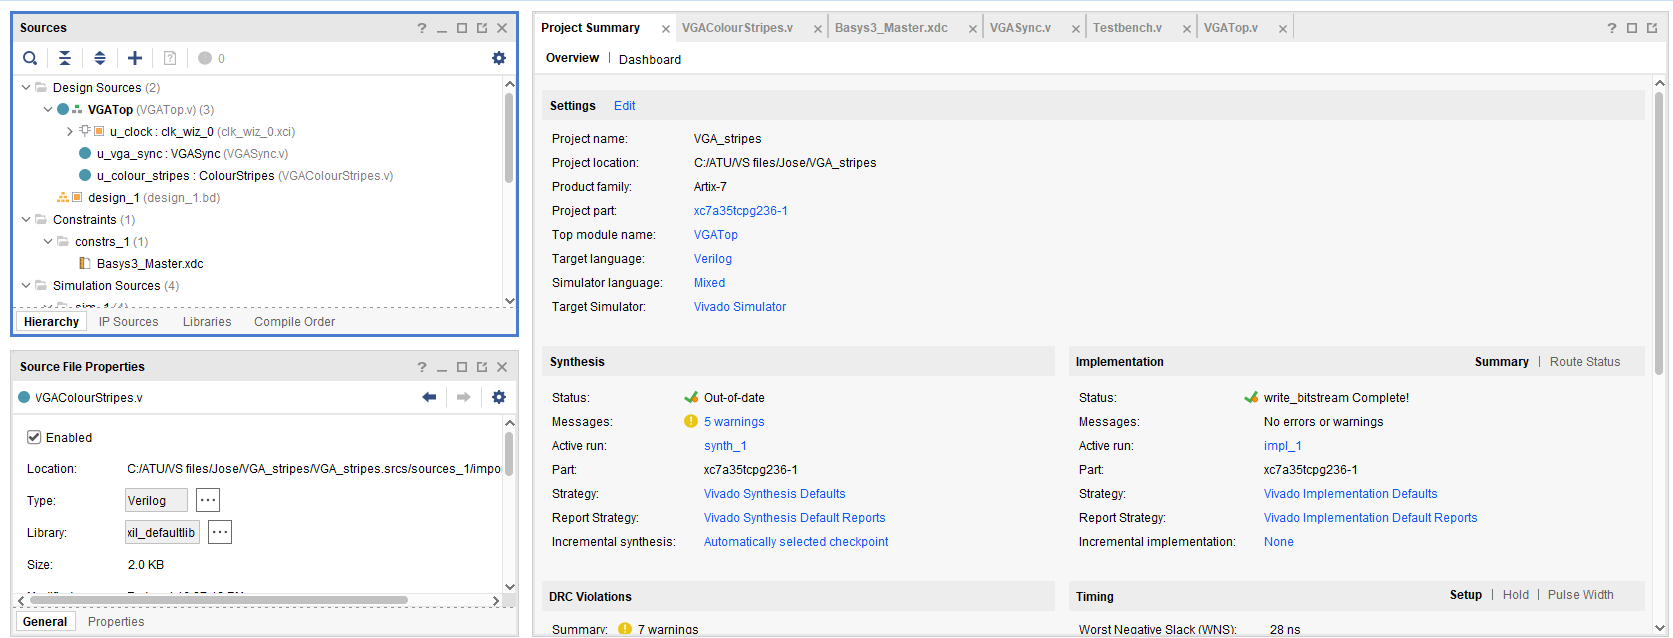 Sources
0
Design Sources (2)
VGATop (VGATop.v) (3)
u_clock : clk_wiz_0 (clk_wiz_0.xci)
u_vga_sync : VGASync (VGASync.v)
u_colour_stripes : ColourStripes (VGAColourStripes.v)
design_1 (design_1.bd)
Constraints (1)
constrs_1 (1)
Basys3_Master.xdc
Simulation Sources (4)
Hierarchy IP Sources Libraries Compile Order
Source File Properties
VGAColourStripes.v
Enabled
Location: C:/ATU/VS files/Jose/VGA_stripes/VGA_stripes.srcs/sources_1/impo
Type: Verilog ...
Library: xil_defaultlib ...
Size: 2.0 KB
General Properties
Project Summary VGAColourStripes.v Basys3_Master.xdc VGASync.v Testbench.v VGATop.v
Overview | Dashboard
Settings Edit
Project name: VGA_stripes
Project location: C:/ATU/VS files/Jose/VGA_stripes
Product family: Artix-7
Project part: xc7a35tcpg236-1
Top module name: VGATop
Target language: Verilog
Simulator language: Mixed
Target Simulator: Vivado Simulator
Synthesis
Status: Out-of-date
Messages: 5 warnings
Active run: synth_1
Part: xc7a35tcpg236-1
Strategy: Vivado Synthesis Defaults
Report Strategy: Vivado Synthesis Default Reports
Incremental synthesis: Automatically selected checkpoint
Implementation Summary | Route Status
Status: write_bitstream Complete!
Messages: No errors or warnings
Active run: impl_1
Part: xc7a35tcpg236-1
Strategy: Vivado Implementation Defaults
Report Strategy: Vivado Implementation Default Reports
Incremental implementation: None
DRC Violations
Summary: 7 warnings
Timing Setup | Hold | Pulse Width
Worst Negative Slack (WNS): 28 ns